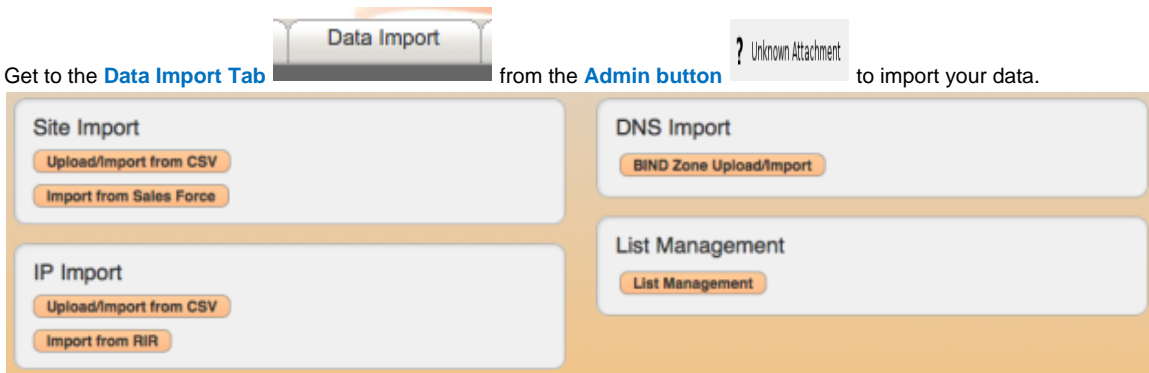 Data Import
? Unknown Attachment
Get to the Data Import Tab from the Admin button to import your data.
Site Import
Upload/Import from CSV
Import from Sales Force
IP Import
Upload/Import from CSV
Import from RIR
DNS Import
BIND Zone Upload/Import
List Management
List Management